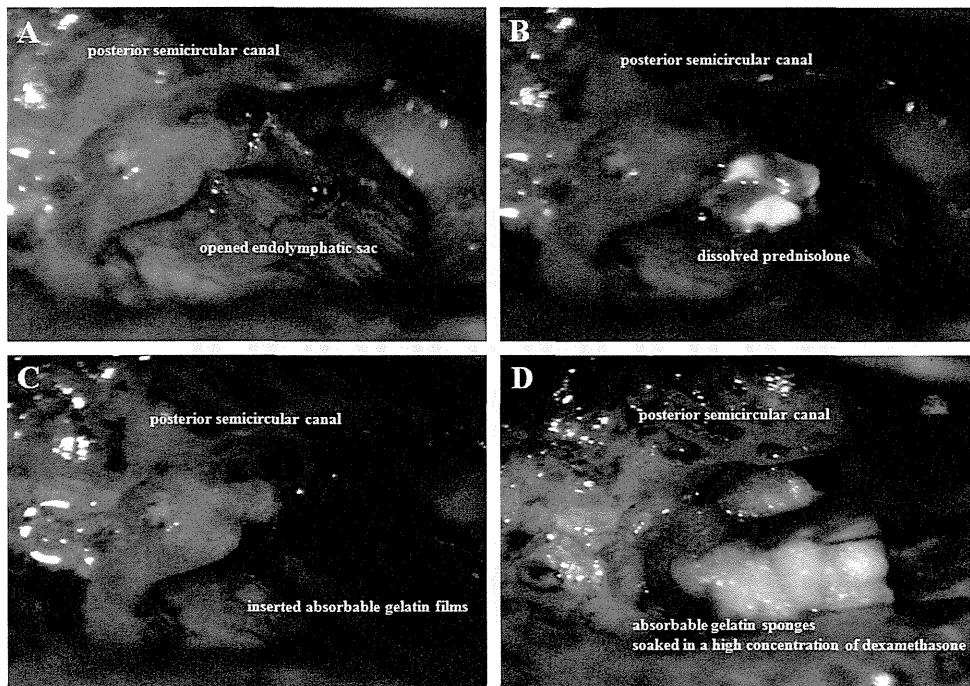 A
posterior semicircular canal
opened endolymphatic sac
B
posterior semicircular canal
dissolved prednisolone
C
posterior semicircular canal
inserted absorbable gelatin films
D
posterior semicircular canal
absorbable gelatin sponges
soaked in a high concentration of dexamethasone